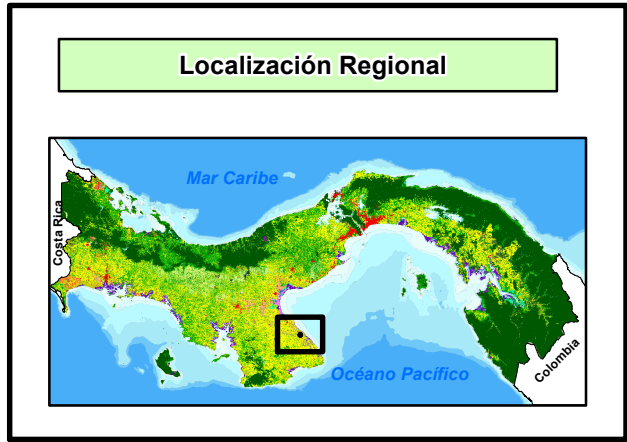 Localización Regional
Mar Caribe
Costa Rica
Océano Pacífico
Colombia